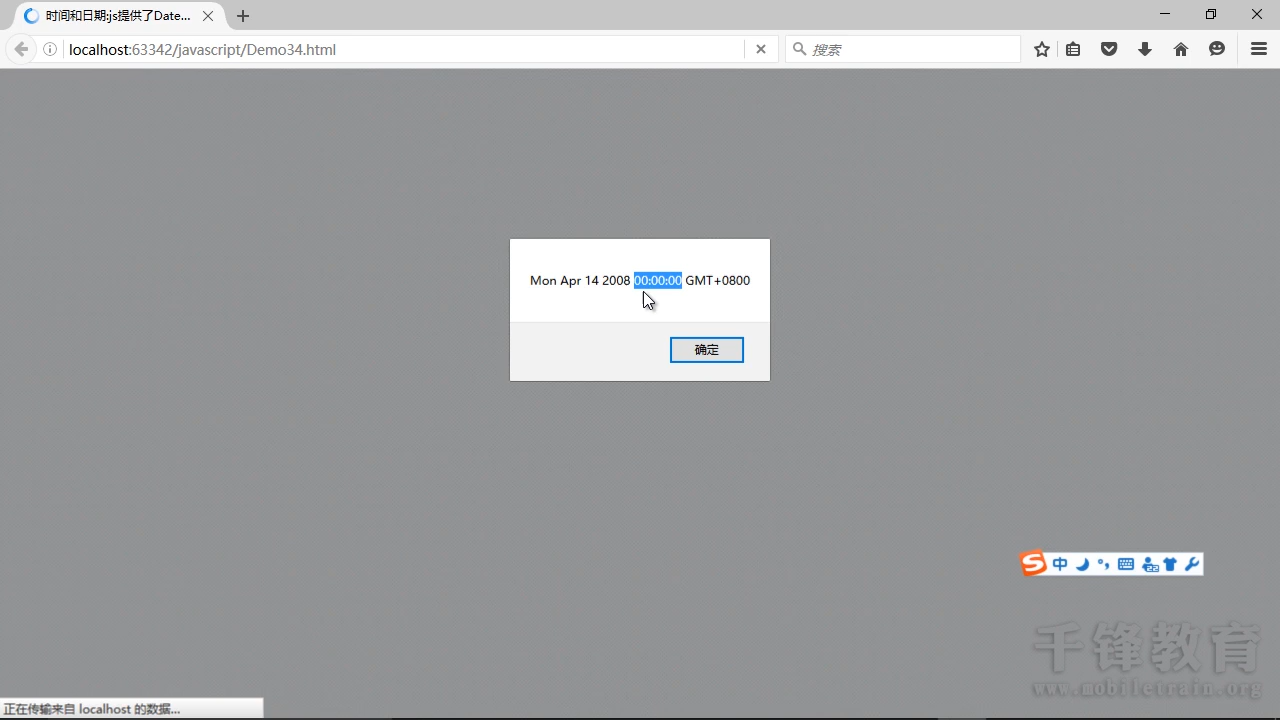 时间和日期:js提供了Date...
localhost:63342/javascript/Demo34.html
搜索
Mon Apr 14 2008 00:00:00 GMT+0800
确定
中
千锋教育
www.mobiletrain.org
正在传输来自 localhost 的数据...